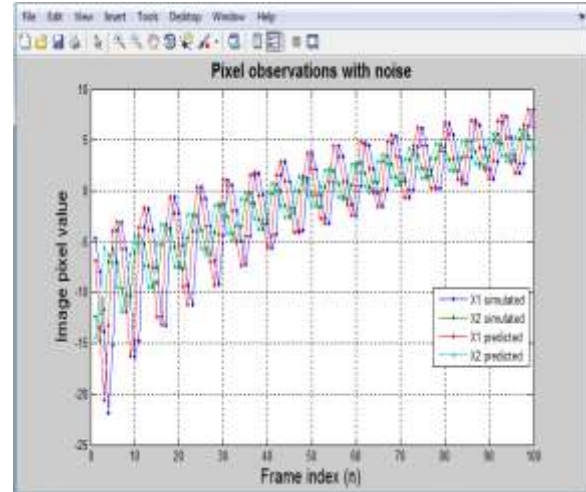 File Edit View Insert Tools Desktop Window Help
Pixel observations with noise
10
5
0
-5
-10
-15
-20
-25
Image pixel value
X1 simulated
X2 simulated
X1 predicted
X2 predicted
0 10 20 30 40 50 60 70 80 90 100
Frame index (n)